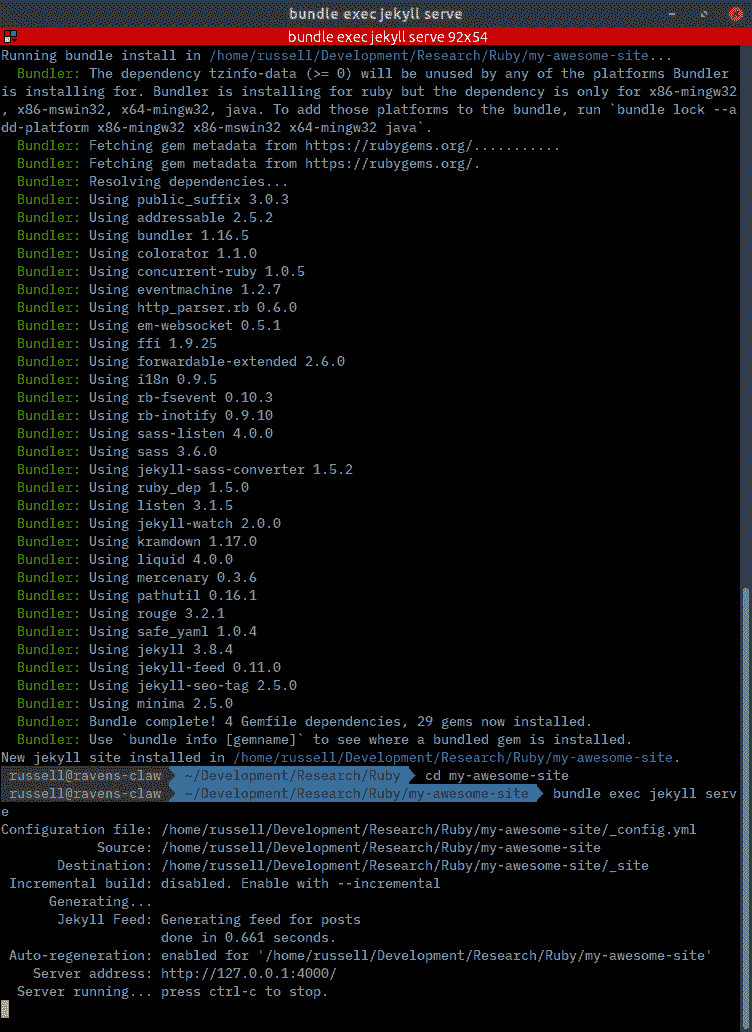 bundle exec jekyll serve
bundle exec jekyll serve 92x54
Running bundle install in /home/russell/Development/Research/Ruby/my-awesome-site...
  Bundler: The dependency tzinfo-data (>= 0) will be unused by any of the platforms Bundler
is installing for. Bundler is installing for ruby but the dependency is only for x86-mingw32
, x86-mswin32, x64-mingw32, java. To add those platforms to the bundle, run `bundle lock --a
dd-platform x86-mingw32 x86-mswin32 x64-mingw32 java`.
  Bundler: Fetching gem metadata from https://rubygems.org/...........
  Bundler: Fetching gem metadata from https://rubygems.org/.
  Bundler: Resolving dependencies...
  Bundler: Using public_suffix 3.0.3
  Bundler: Using addressable 2.5.2
  Bundler: Using bundler 1.16.5
  Bundler: Using colorator 1.1.0
  Bundler: Using concurrent-ruby 1.0.5
  Bundler: Using eventmachine 1.2.7
  Bundler: Using http_parser.rb 0.6.0
  Bundler: Using em-websocket 0.5.1
  Bundler: Using ffi 1.9.25
  Bundler: Using forwardable-extended 2.6.0
  Bundler: Using i18n 0.9.5
  Bundler: Using rb-fsevent 0.10.3
  Bundler: Using rb-inotify 0.9.10
  Bundler: Using sass-listen 4.0.0
  Bundler: Using sass 3.6.0
  Bundler: Using jekyll-sass-converter 1.5.2
  Bundler: Using ruby_dep 1.5.0
  Bundler: Using listen 3.1.5
  Bundler: Using jekyll-watch 2.0.0
  Bundler: Using kramdown 1.17.0
  Bundler: Using liquid 4.0.0
  Bundler: Using mercenary 0.3.6
  Bundler: Using pathutil 0.16.1
  Bundler: Using rouge 3.2.1
  Bundler: Using safe_yaml 1.0.4
  Bundler: Using jekyll 3.8.4
  Bundler: Using jekyll-feed 0.11.0
  Bundler: Using jekyll-seo-tag 2.5.0
  Bundler: Using minima 2.5.0
  Bundler: Bundle complete! 4 Gemfile dependencies, 29 gems now installed.
  Bundler: Use `bundle info [gemname]` to see where a bundled gem is installed.
New jekyll site installed in /home/russell/Development/Research/Ruby/my-awesome-site.
russell@ravens-claw ~/Development/Research/Ruby cd my-awesome-site
russell@ravens-claw ~/Development/Research/Ruby/my-awesome-site bundle exec jekyll serv
e
Configuration file: /home/russell/Development/Research/Ruby/my-awesome-site/_config.yml
            Source: /home/russell/Development/Research/Ruby/my-awesome-site
       Destination: /home/russell/Development/Research/Ruby/my-awesome-site/_site
 Incremental build: disabled. Enable with --incremental
      Generating...
       Jekyll Feed: Generating feed for posts
                    done in 0.661 seconds.
 Auto-regeneration: enabled for '/home/russell/Development/Research/Ruby/my-awesome-site'
    Server address: http://127.0.0.1:4000/
  Server running... press ctrl-c to stop.